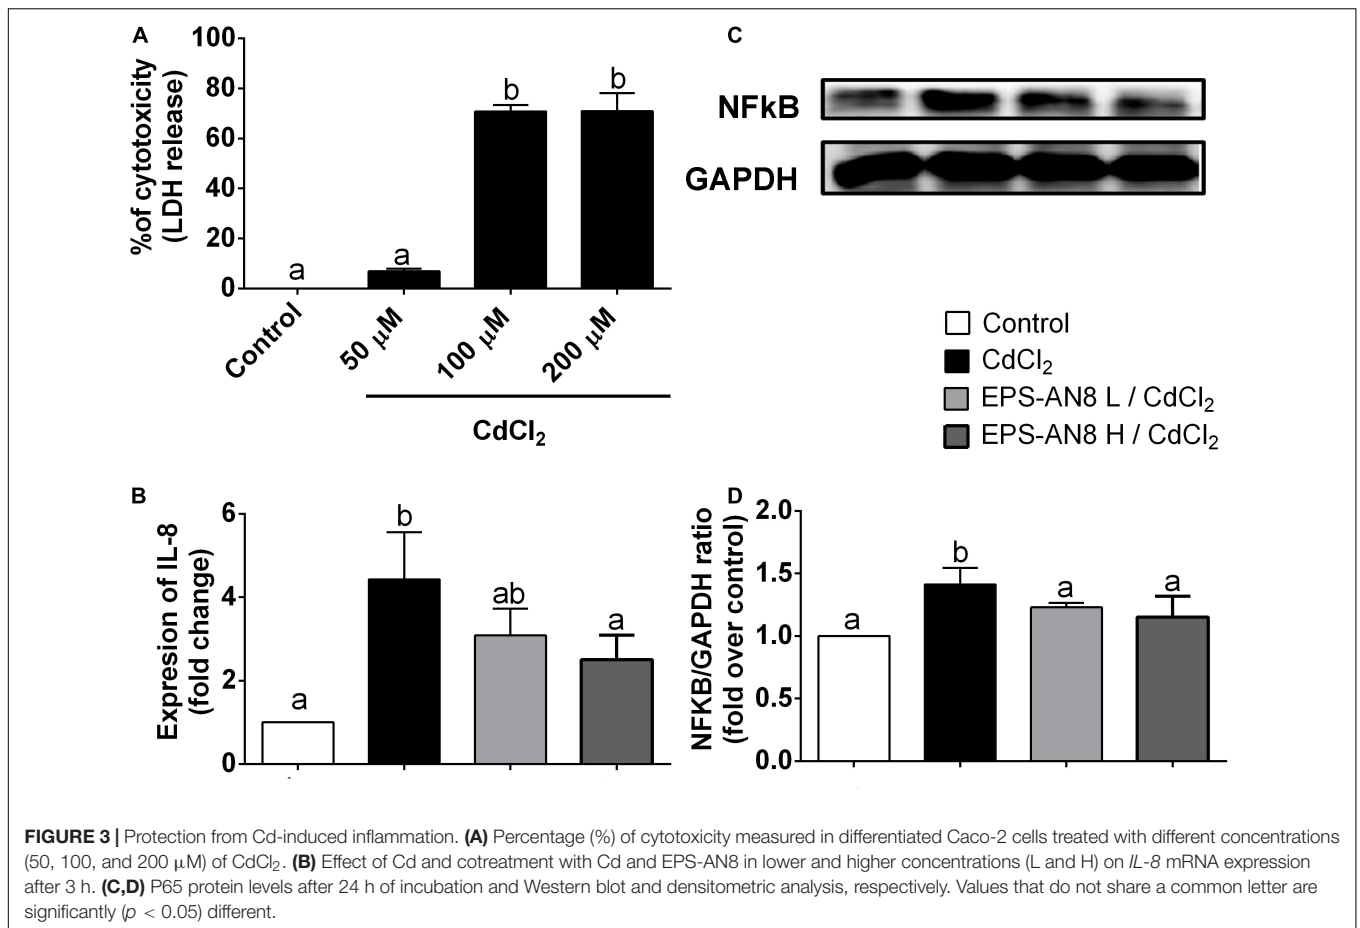 A
100
80
60
40
20
0
%of cytotoxicity
(LDH release)
a
a
b
b
Control
50 µM
100 µM
200 µM
CdCl₂
C
NFkB
GAPDH
Control
CdCl₂
EPS-AN8 L / CdCl₂
EPS-AN8 H / CdCl₂
B
6
4
2
0
Expresion of IL-8
(fold change)
a
b
ab
a
D
2.0
1.5
1.0
0.5
0.0
NFKB/GAPDH ratio
(fold over control)
a
b
a
a
FIGURE 3 | Protection from Cd-induced inflammation. (A) Percentage (%) of cytotoxicity measured in differentiated Caco-2 cells treated with different concentrations
(50, 100, and 200 µM) of CdCl₂. (B) Effect of Cd and cotreatment with Cd and EPS-AN8 in lower and higher concentrations (L and H) on IL-8 mRNA expression
after 3 h. (C,D) P65 protein levels after 24 h of incubation and Western blot and densitometric analysis, respectively. Values that do not share a common letter are
significantly (p < 0.05) different.